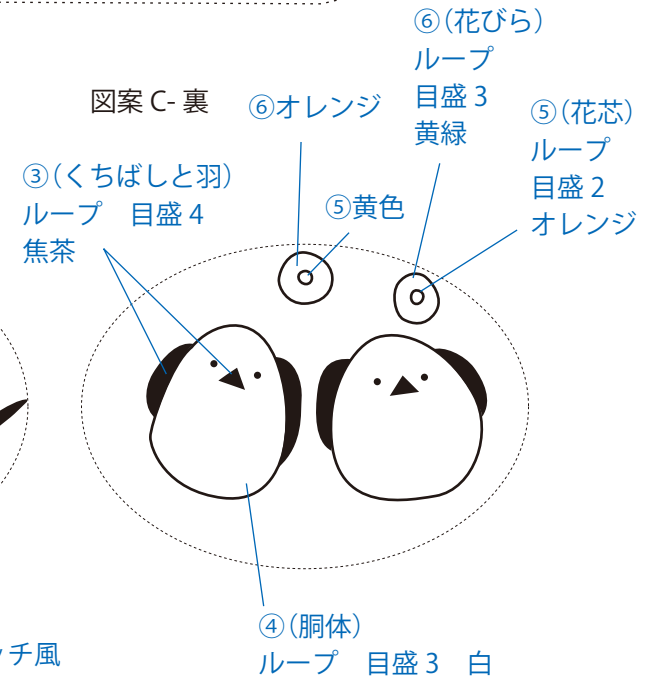 ⑥(花びら)
ループ
目盛 3
黄緑
図案 C- 裏
⑥オレンジ
⑤(花芯)
ループ
目盛 2
オレンジ
③(くちばしと羽)
ループ　目盛 4
焦茶
⑤黄色
④(胴体)
ループ　目盛 3　白
チ風